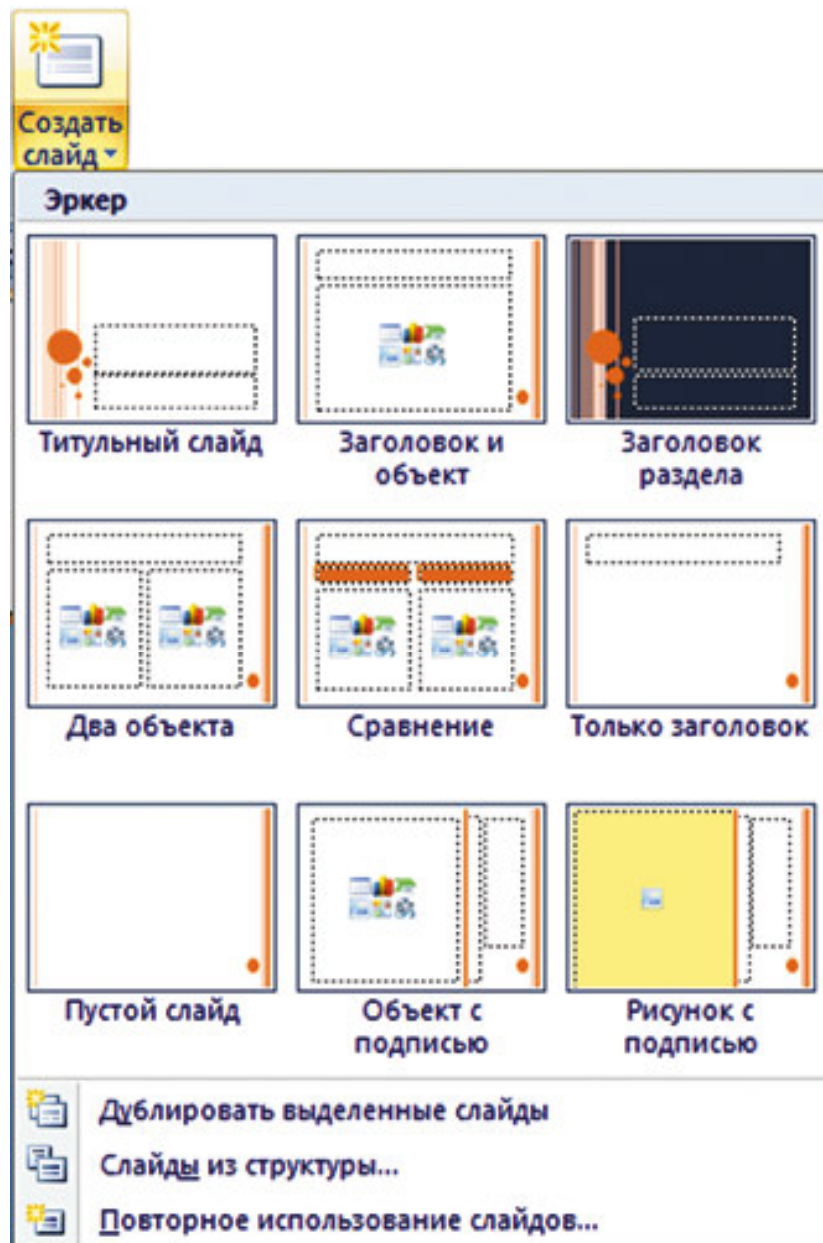 Создать
слайд
Эркер
Титульный слайд
Заголовок и
объект
Заголовок
раздела
Два объекта
Сравнение
Только заголовок
Пустой слайд
Объект с
подписью
Рисунок с
подписью
Дублировать выделенные слайды
Слайды из структуры...
Повторное использование слайдов...